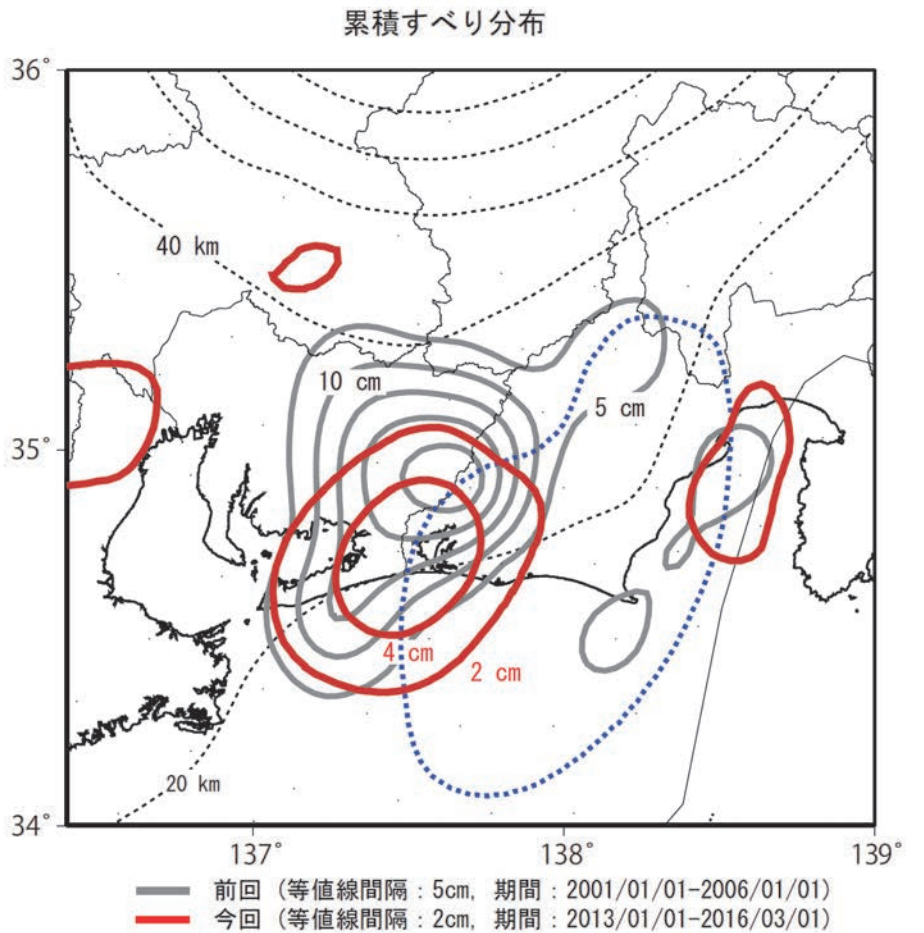 累積すべり分布
36°
40 km
10 cm
5 cm
35°
4 cm
2 cm
20 km
34°
137°
138°
139°
前回 (等値線間隔：5cm, 期間：2001/01/01-2006/01/01)
今回 (等値線間隔：2cm, 期間：2013/01/01-2016/03/01)